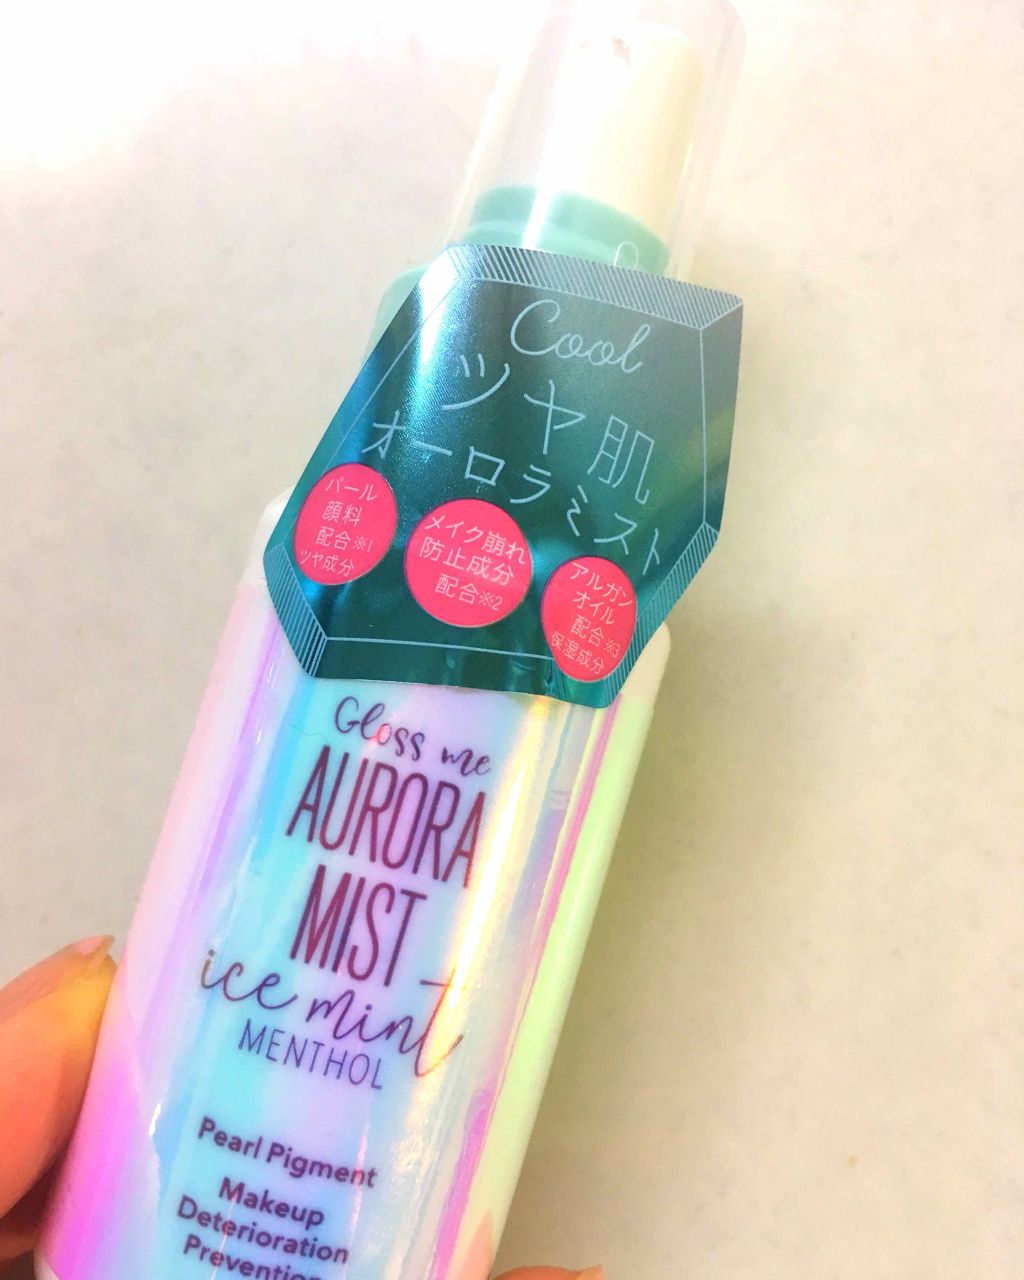 Cool
ツヤ肌
オーロラミスト
パール
顔料
配合※1
ツヤ成分
メイク崩れ
防止成分
配合※2
アルガン
オイル
配合※3
保湿成分
Gloss me
AURORA
MIST
ice mint
MENTHOL
Pearl Pigment
Makeup
Deterioration
Prevention